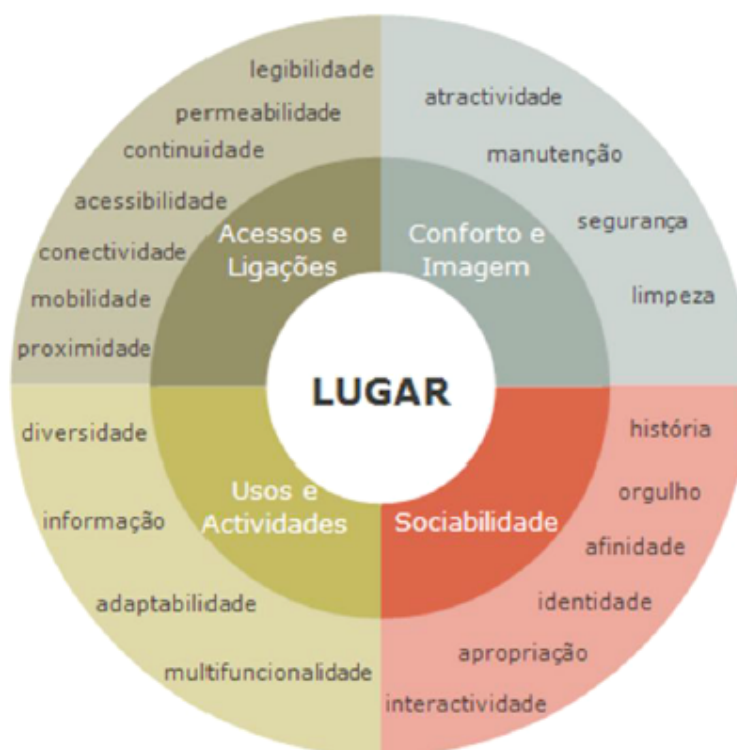 legibilidade
permeabilidade
continuidade
acessibilidade
conectividade
mobilidade
proximidade
Acessos e
Ligações
atractividade
manutenção
segurança
limpeza
Conforto e
Imagem
LUGAR
diversidade
informação
adaptabilidade
multifuncionalidade
Usos e
Actividades
história
orgulho
afinidade
identidade
apropriação
interactividade
Sociabilidade